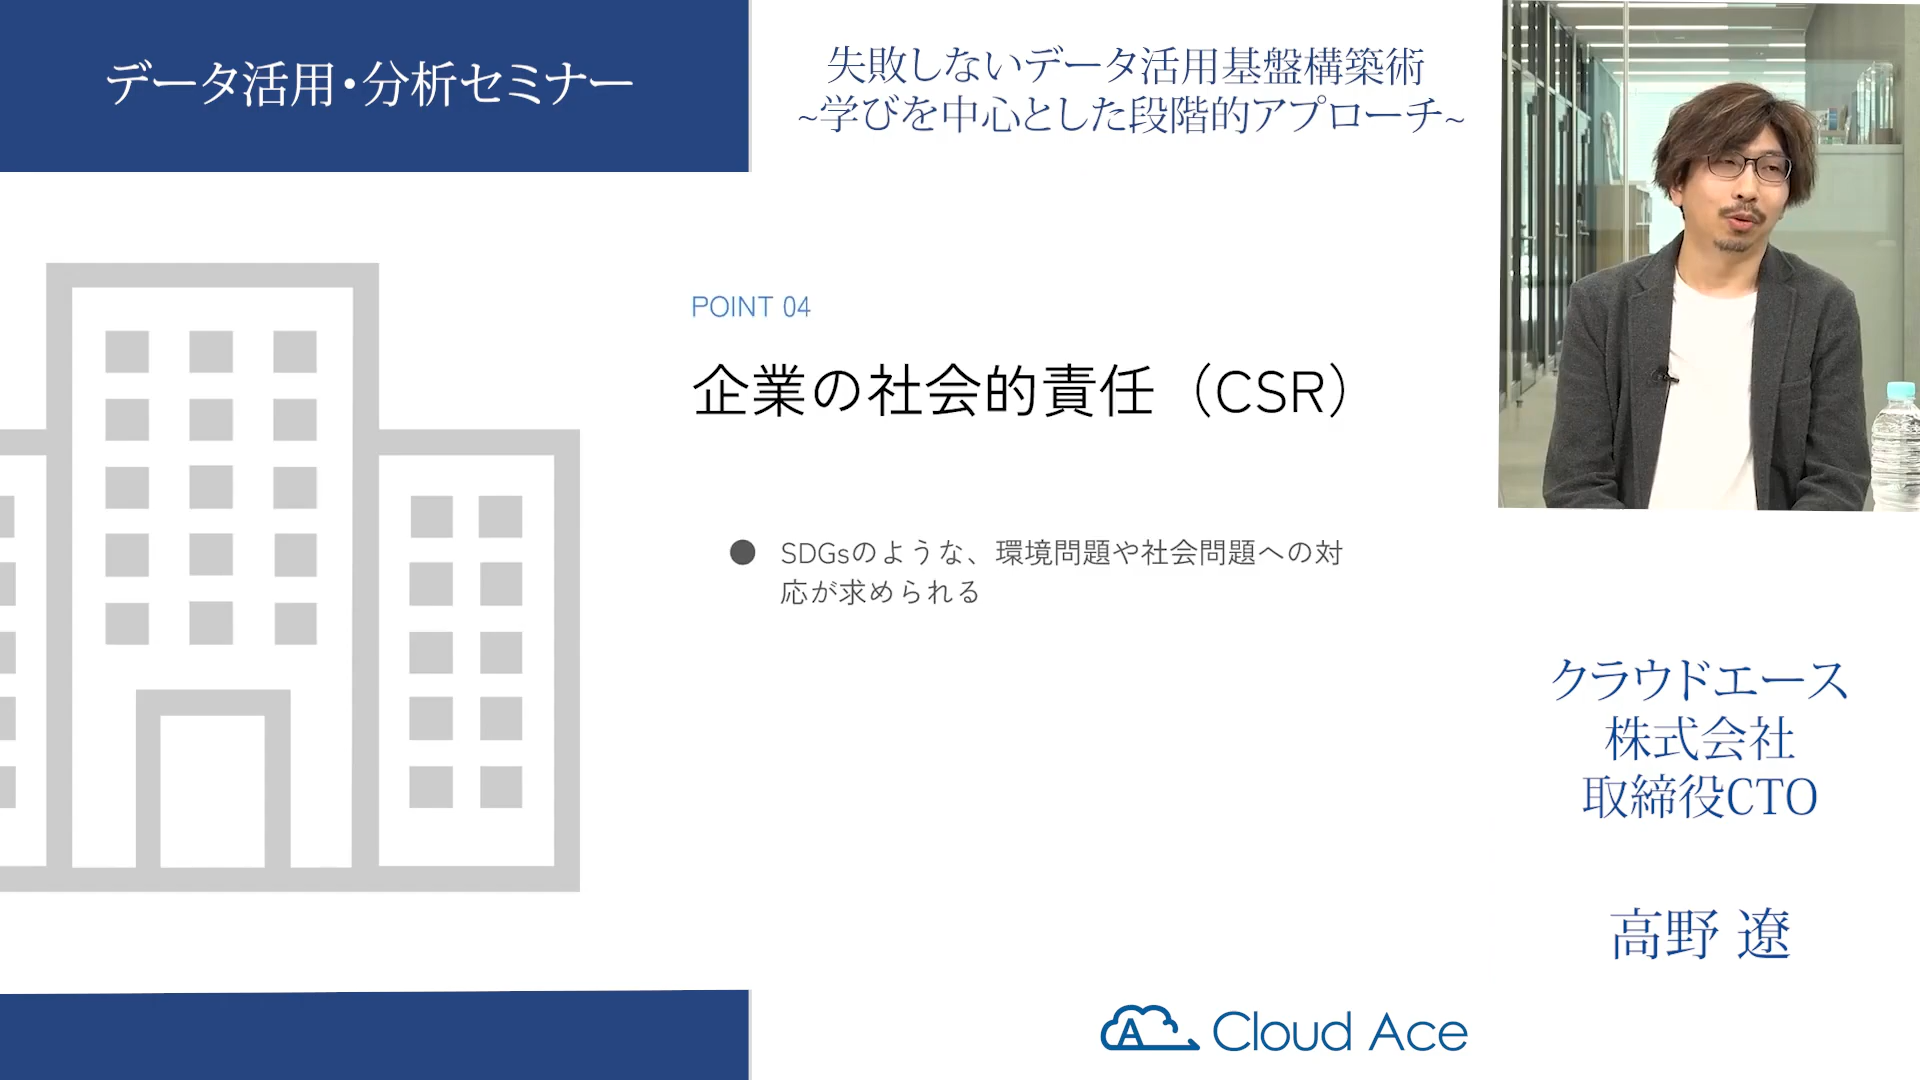 データ活用・分析セミナー
失敗しないデータ活用基盤構築術
~学びを中心とした段階的アプローチ~
POINT 04
企業の社会的責任（CSR）
● SDGsのような、環境問題や社会問題への対
応が求められる
クラウドエース
株式会社
取締役CTO
高野 遼
A Cloud Ace